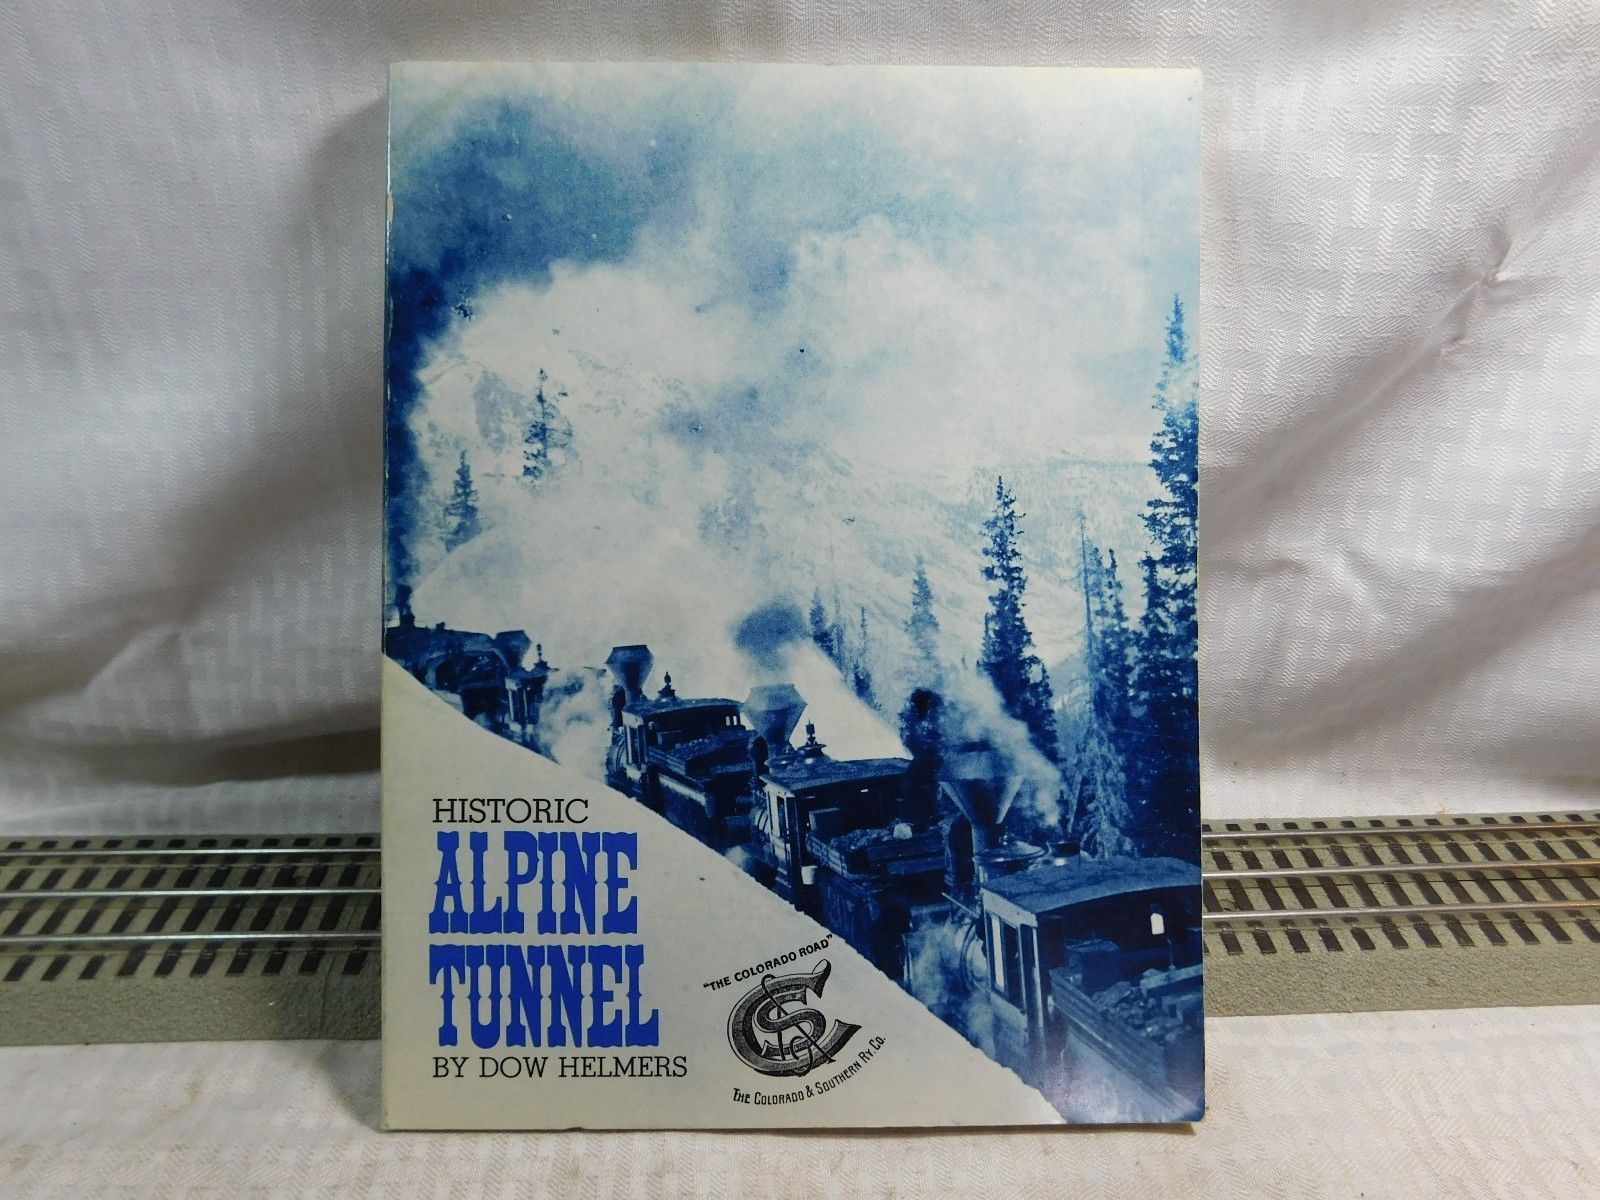 HISTORIC
ALPINE
TUNNEL
BY DOW HELMERS
"THE COLORADO ROAD"
C&S
THE COLORADO & SOUTHERN RY. CO.